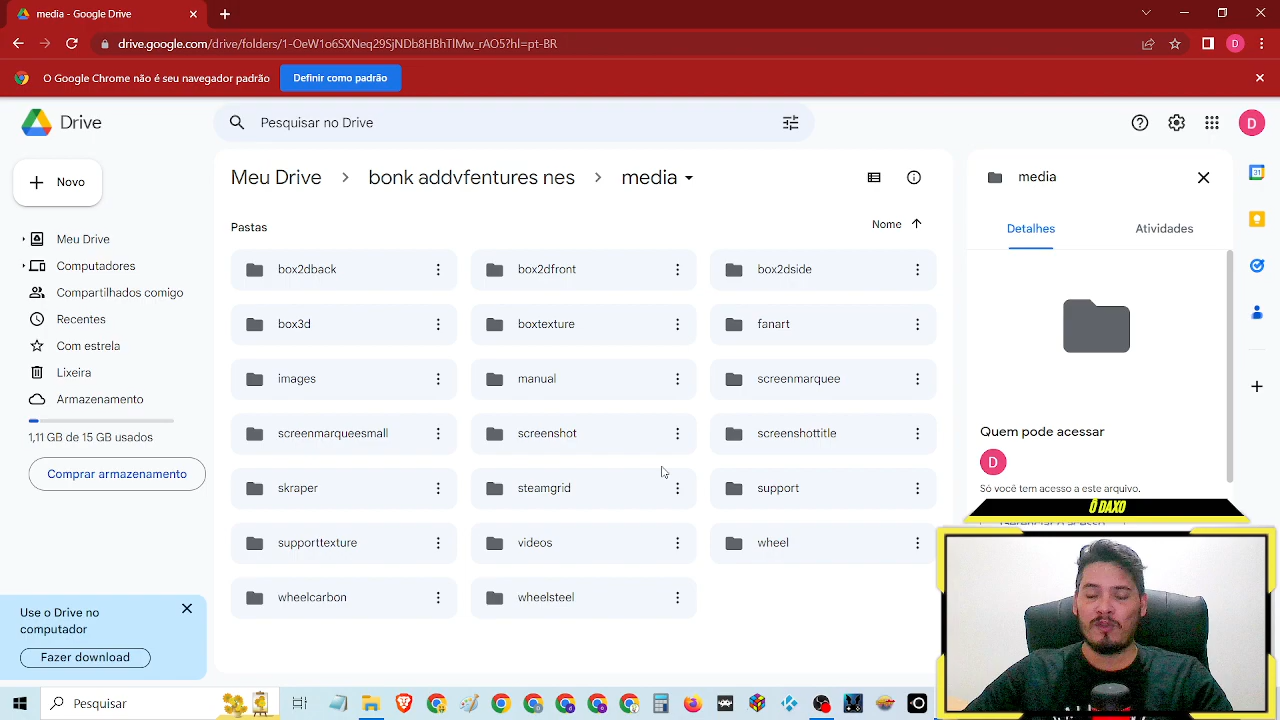 media - Google Drive
drive.google.com/drive/folders/1-OeW1o6SXNeq29SjNDb8HBhTlMw_rAO5?hl=pt-BR
D
O Google Chrome não é seu navegador padrão
Definir como padrão
Drive
Pesquisar no Drive
D
Novo
Meu Drive
Computadores
Compartilhados comigo
Recentes
Com estrela
Lixeira
Armazenamento
1,11 GB de 15 GB usados
Comprar armazenamento
Use o Drive no
computador
Fazer download
Meu Drive > bonk addvfentures nes > media
Pastas
Nome
box2dback
box2dfront
box2dside
box3d
boxtexture
fanart
images
manual
screenmarquee
screenmarqueesmall
screenshot
screenshottitle
skraper
steamgrid
support
supporttexture
videos
wheel
wheelcarbon
wheelsteel
media
Detalhes
Atividades
31
Quem pode acessar
D
Só você tem acesso a este arquivo.
Ô DAXO
Pesquisar